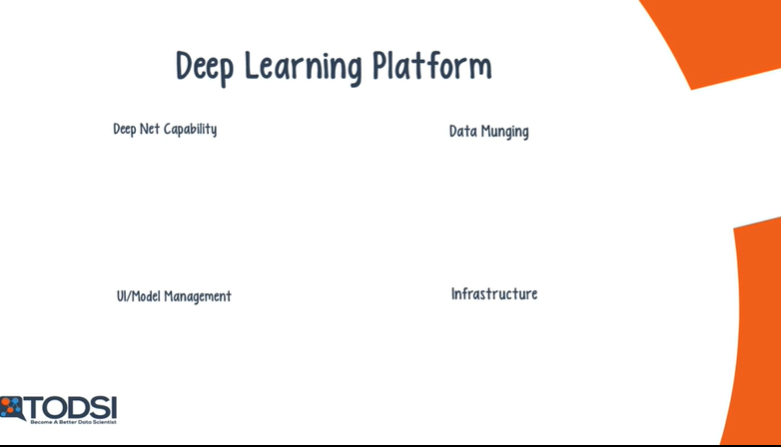 Deep Learning Platform
Deep Net Capability
Data Munging
UI/Model Management
Infrastructure
TODSI
Become A Better Data Scientist